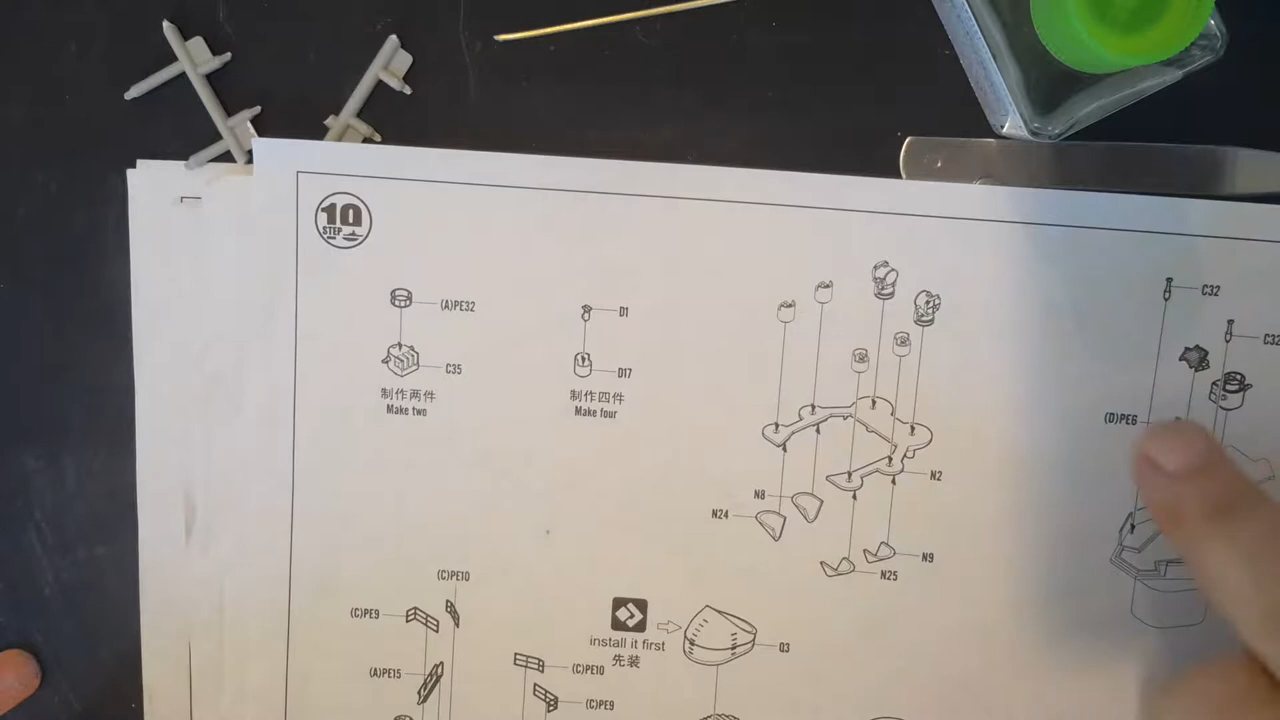 10
STEP
(A)PE32
C35
制作两件
Make two
D1
D17
制作四件
Make four
N8
N24
N2
N9
N25
C32
C32
(D)PE6
(C)PE10
(C)PE9
(A)PE15
(C)PE10
(C)PE9
install it first
先装
Q3